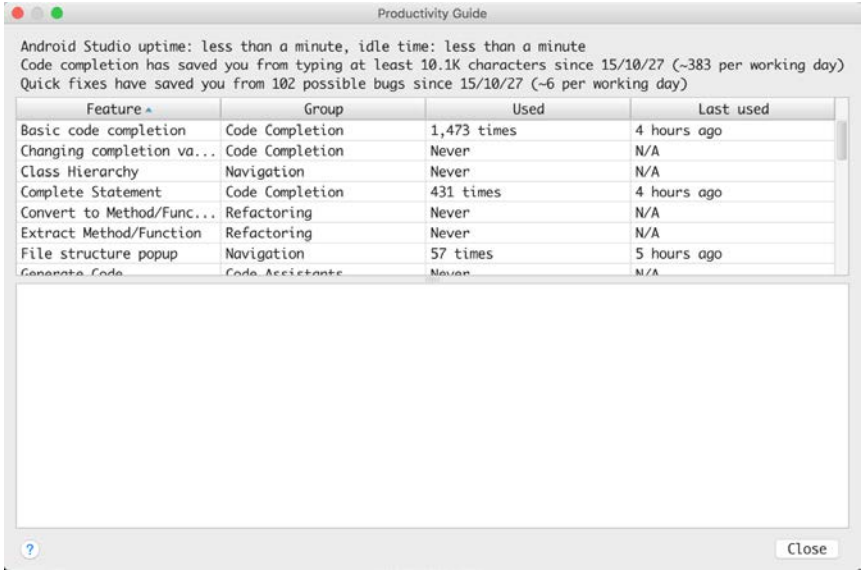 Productivity Guide
Android Studio uptime: less than a minute, idle time: less than a minute
Code completion has saved you from typing at least 10.1K characters since 15/10/27 (~383 per working day)
Quick fixes have saved you from 102 possible bugs since 15/10/27 (~6 per working day)
Feature Group Used Last used
Basic code completion Code Completion 1,473 times 4 hours ago
Changing completion va... Code Completion Never N/A
Class Hierarchy Navigation Never N/A
Complete Statement Code Completion 431 times 4 hours ago
Convert to Method/Func... Refactoring Never N/A
Extract Method/Function Refactoring Never N/A
File structure popup Navigation 57 times 5 hours ago
Generate Code Code Assistants Never N/A
? Close